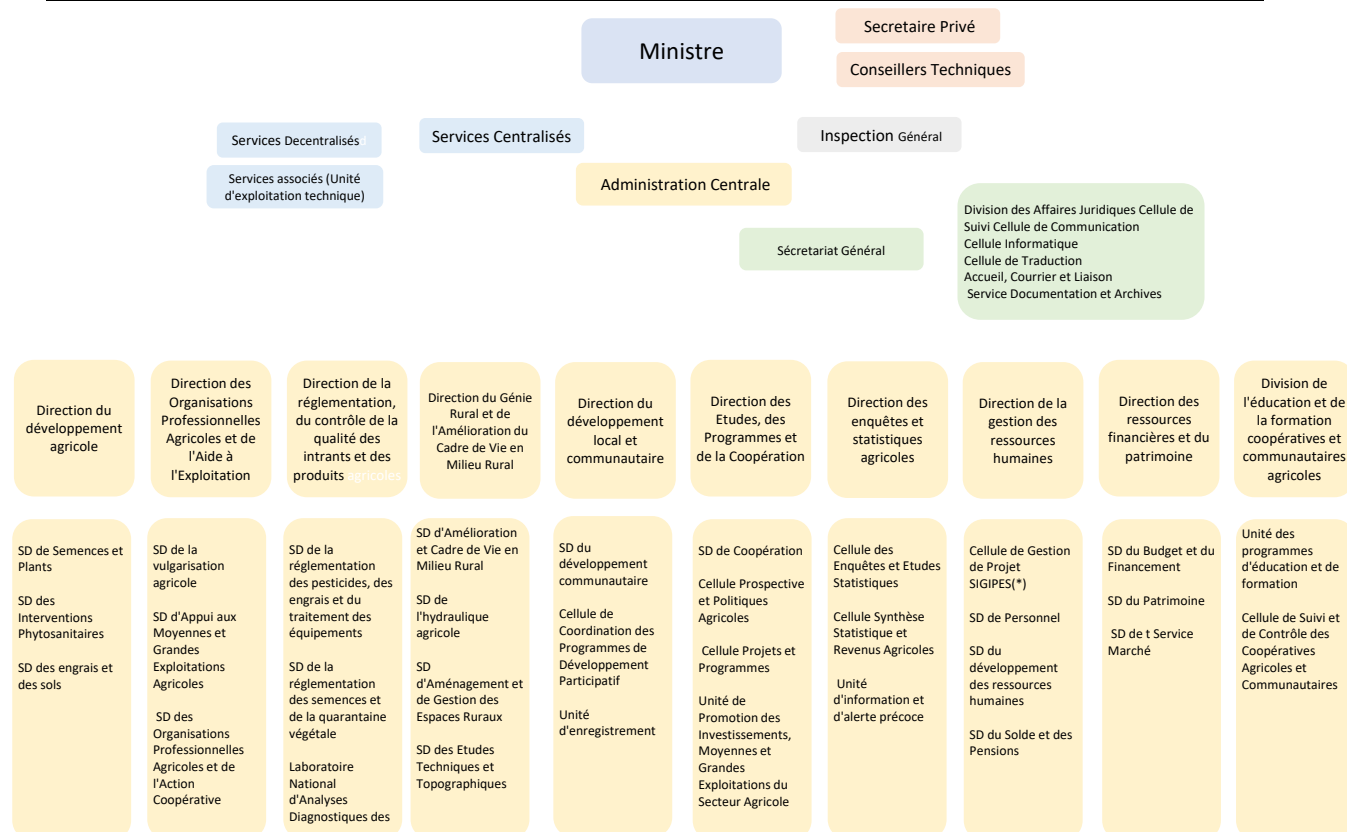 Ministre
Secretaire Privé
Conseillers Techniques
Services Decentralisés
Services Centralisés
Inspection Général
Services associés (Unité
d'exploitation technique)
Administration Centrale
Sécretariat Général
Division des Affaires Juridiques Cellule de
Suivi Cellule de Communication
Cellule Informatique
Cellule de Traduction
Accueil, Courrier et Liaison
Service Documentation et Archives
Direction du
développement
agricole
Direction des
Organisations
Professionnelles
Agricoles et de
l'Aide à
l'Exploitation
Direction de la
réglementation,
du contrôle de la
qualité des
intrants et des
produits agricoles
Direction du Génie
Rural et de
l'Amélioration du
Cadre de Vie en
Milieu Rural
Direction du
développement
local et
communautaire
Direction des
Etudes, des
Programmes et
de la Coopération
Direction des
enquêtes et
statistiques
agricoles
Direction de la
gestion des
ressources
humaines
Direction des
ressources
financières et du
patrimoine
Division de
l'éducation et de
la formation
coopératives et
communautaires
agricoles
SD de Semences et
Plants
SD des
Interventions
Phytosanitaires
SD des engrais et
des sols
SD de la
vulgarisation
agricole
SD d'Appui aux
Moyennes et
Grandes
Exploitations
Agricoles
SD des
Organisations
Professionnelles
Agricoles et de
l'Action
Coopérative
SD de la
réglementation
des pesticides, des
engrais et du
traitement des
équipements
SD de la
réglementation
des semences et
de la quarantaine
végétale
Laboratoire
National
d'Analyses
Diagnostiques des
SD d'Amélioration
et Cadre de Vie en
Milieu Rural
SD de
l'hydraulique
agricole
SD
d'Aménagement et
de Gestion des
Espaces Ruraux
SD des Etudes
Techniques et
Topographiques
SD du
développement
communautaire
Cellule de
Coordination des
Programmes de
Développement
Participatif
Unité
d'enregistrement
SD de Coopération
Cellule Prospective
et Politiques
Agricoles
Cellule Projets et
Programmes
Unité de
Promotion des
Investissements,
Moyennes et
Grandes
Exploitations du
Secteur Agricole
Cellule des
Enquêtes et Etudes
Statistiques
Cellule Synthèse
Statistique et
Revenus Agricoles
Unité
d'information et
d'alerte précoce
Cellule de Gestion
de Projet
SIGIPES(*)
SD de Personnel
SD du
développement
des ressources
humaines
SD du Solde et des
Pensions
SD du Budget et du
Financement
SD du Patrimoine
SD de t Service
Marché
Unité des
programmes
d'éducation et de
formation
Cellule de Suivi et
de Contrôle des
Coopératives
Agricoles et
Communautaires